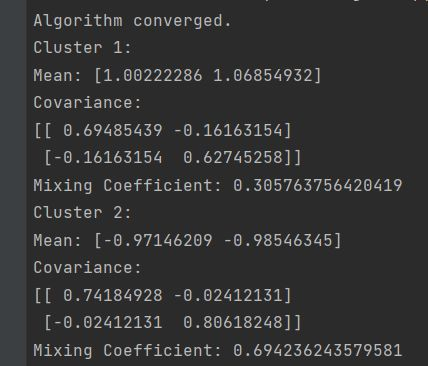 Algorithm converged.
Cluster 1:
Mean: [1.00222286 1.06854932]
Covariance:
[[ 0.69485439 -0.16163154]
 [-0.16163154  0.62745258]]
Mixing Coefficient: 0.305763756420419
Cluster 2:
Mean: [-0.97146209 -0.98546345]
Covariance:
[[ 0.74184928 -0.02412131]
 [-0.02412131  0.80618248]]
Mixing Coefficient: 0.694236243579581